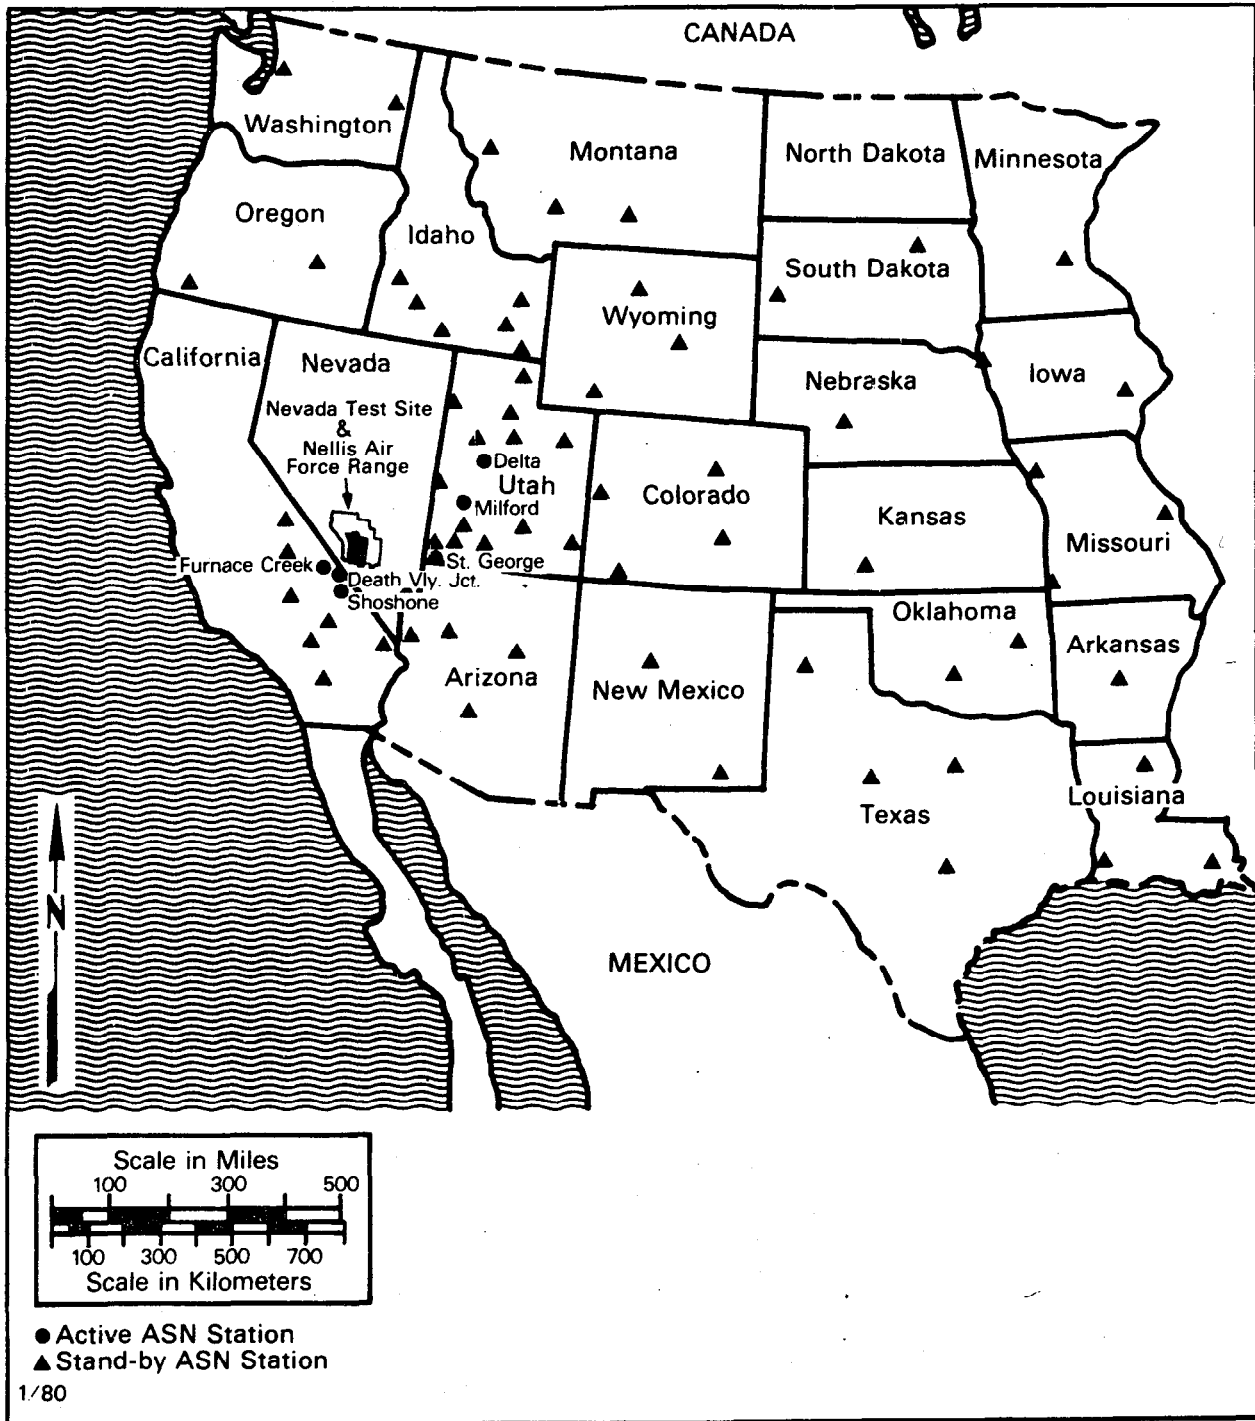 CANADA
Washington
Montana
North Dakota
Minnesota
Oregon
Idaho
South Dakota
Wyoming
California
Nevada
Nebraska
Iowa
Nevada Test Site
&
Nellis Air
Force Range
Delta
Utah
Milford
Colorado
Kansas
Missouri
Furnace Creek
St. George
Death Vly. Jct.
Shoshone
Oklahoma
Arkansas
Arizona
New Mexico
Texas
Louisiana
N
MEXICO
Scale in Miles
100 300 500
100 300 500 700
Scale in Kilometers
Active ASN Station
Stand-by ASN Station
1/80